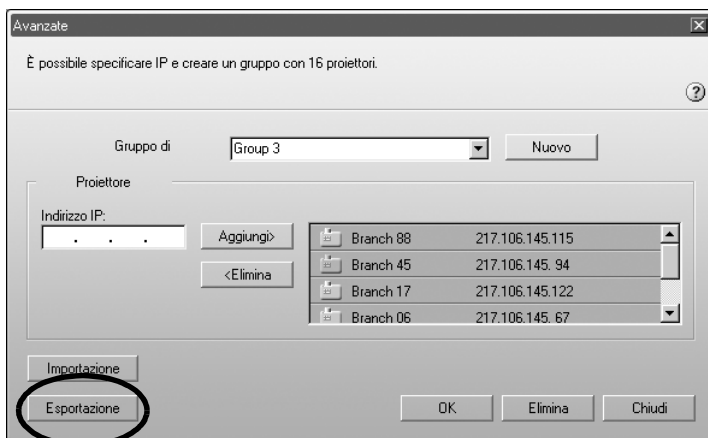 Avanzate
È possibile specificare IP e creare un gruppo con 16 proiettori.
Gruppo di Group 3 Nuovo
Proiettore
Indirizzo IP:
. . . Aggiungi>
<Elimina
Branch 88 217.106.145.115
Branch 45 217.106.145. 94
Branch 17 217.106.145.122
Branch 06 217.106.145. 67
Importazione
Esportazione OK Elimina Chiudi